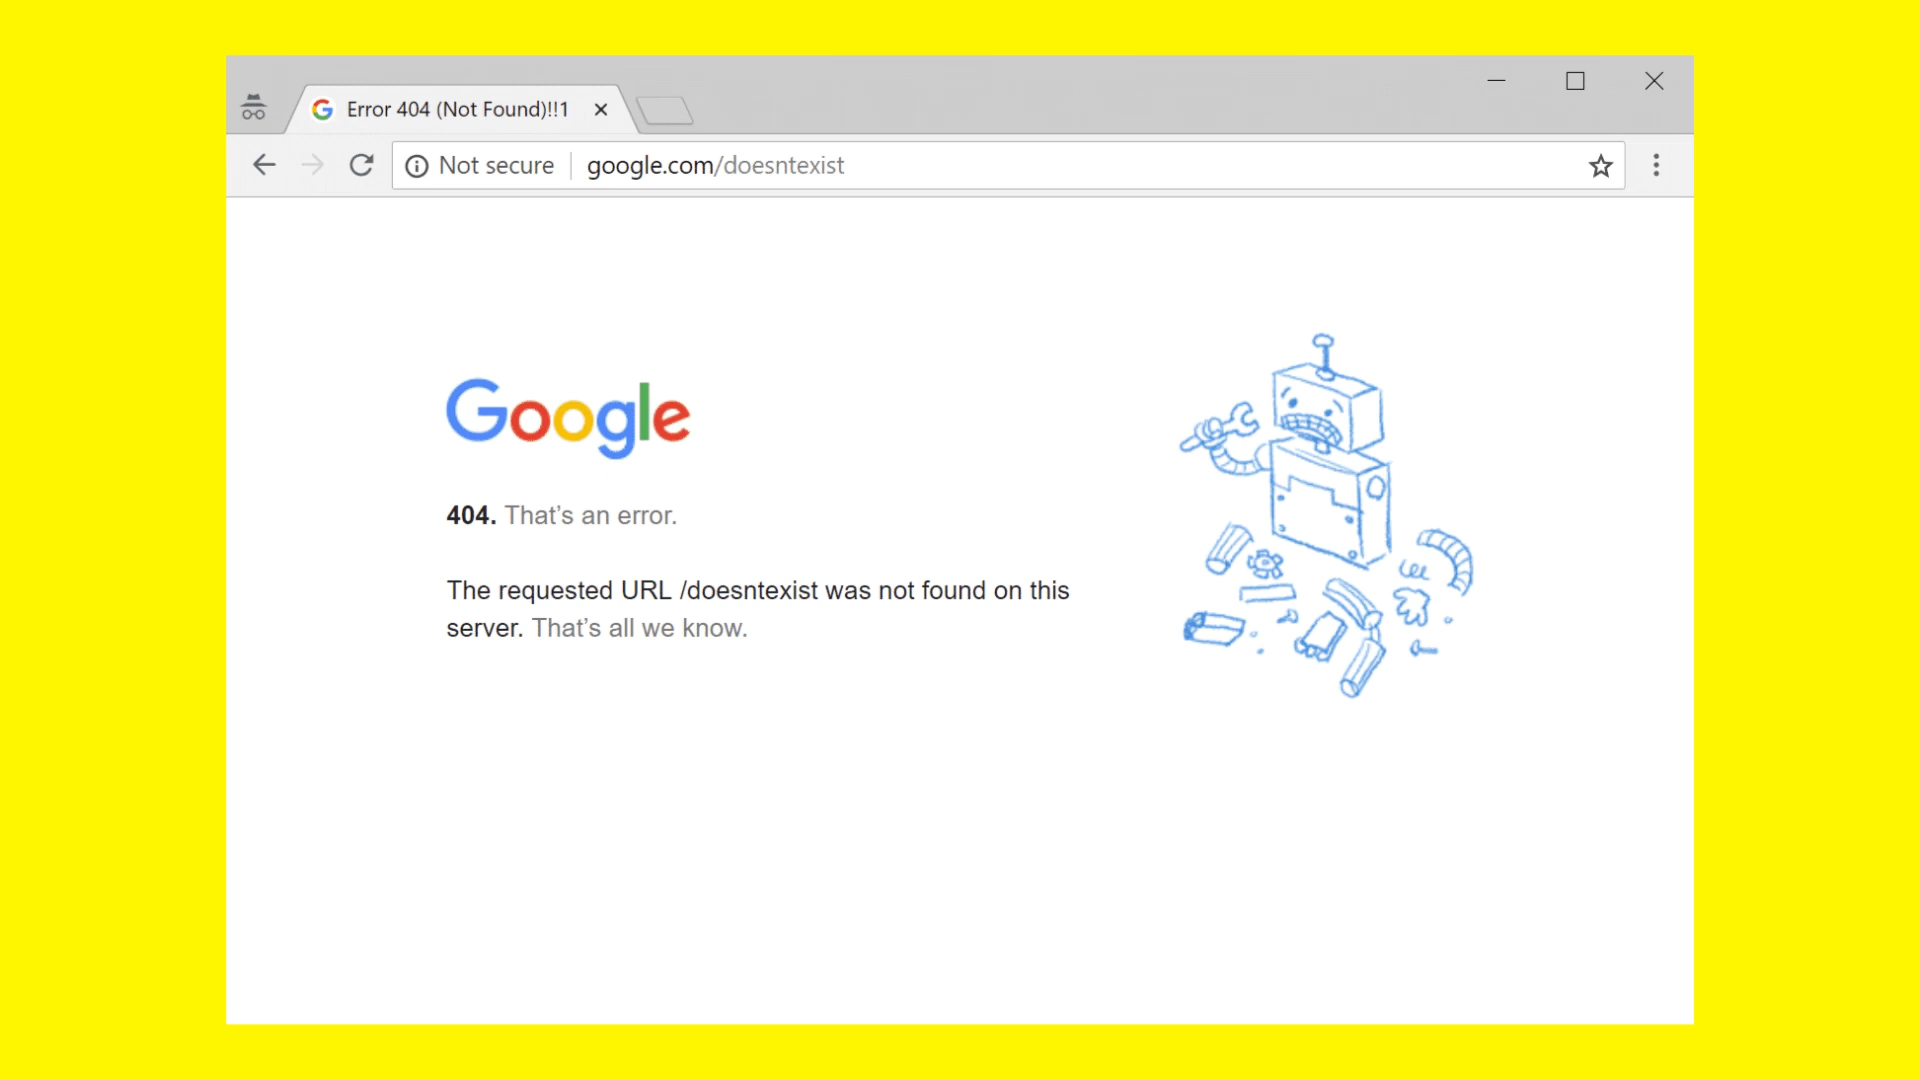 Error 404 (Not Found)!!1
Not secure
google.com/doesntexist
Google
404. That’s an error.
The requested URL /doesntexist was not found on this
server. That’s all we know.